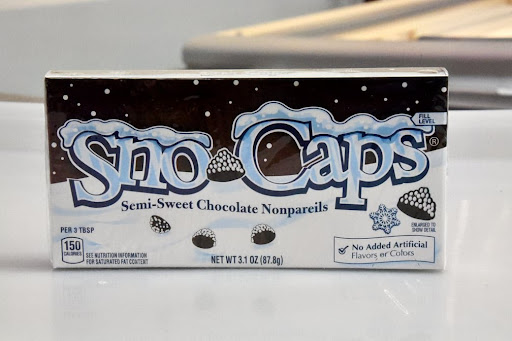 FILL
LEVEL
Sno Caps®
Semi-Sweet Chocolate Nonpareils
PER 3 TBSP
150
CALORIES
SEE NUTRITION INFORMATION
FOR SATURATED FAT CONTENT
NET WT 3.1 OZ (87.8g)
ENLARGED TO
SHOW DETAIL
No Added Artificial
Flavors or Colors